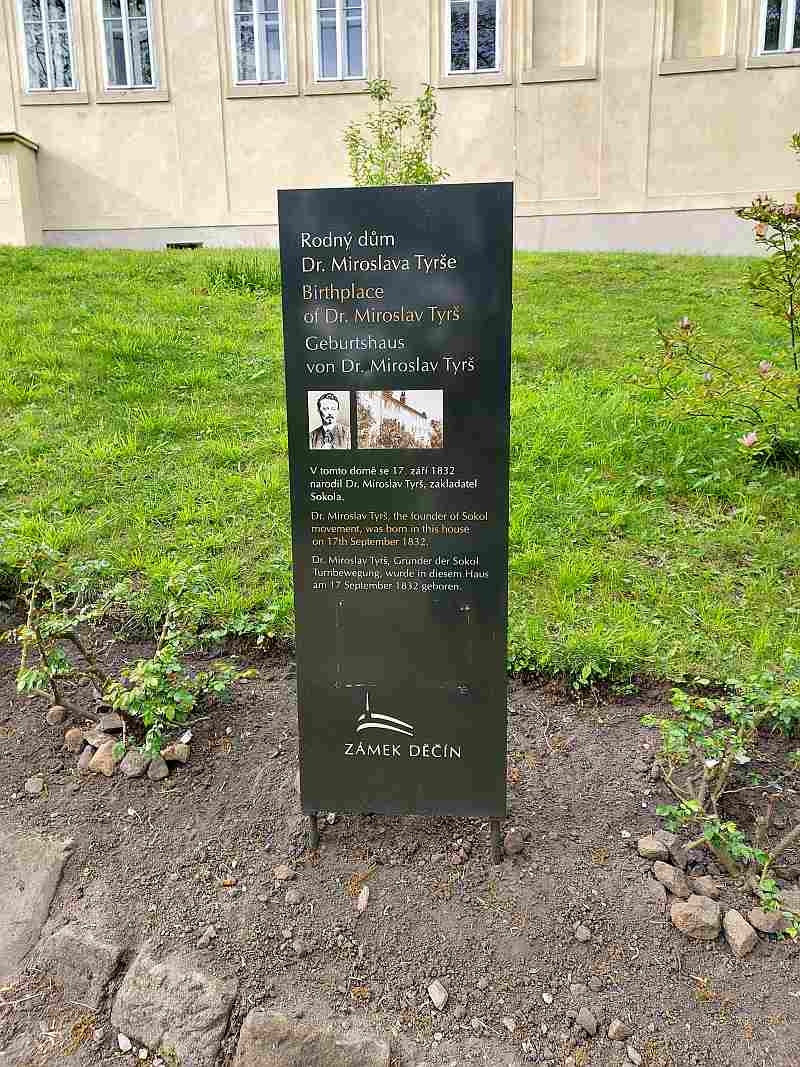 Rodný dům
Dr. Miroslava Tyrše
Birthplace
of Dr. Miroslav Tyrš
Geburtshaus
von Dr. Miroslav Tyrš
V tomto domě se 17. září 1832
narodil Dr. Miroslav Tyrš, zakladatel
Sokola.
Dr. Miroslav Tyrš, the founder of Sokol
movement, was born in this house
on 17th September 1832.
Dr. Miroslav Tyrš, Gründer der Sokol
Turnbewegung, wurde in diesem Haus
am 17 September 1832 geboren.
ZÁMEK DĚČÍN